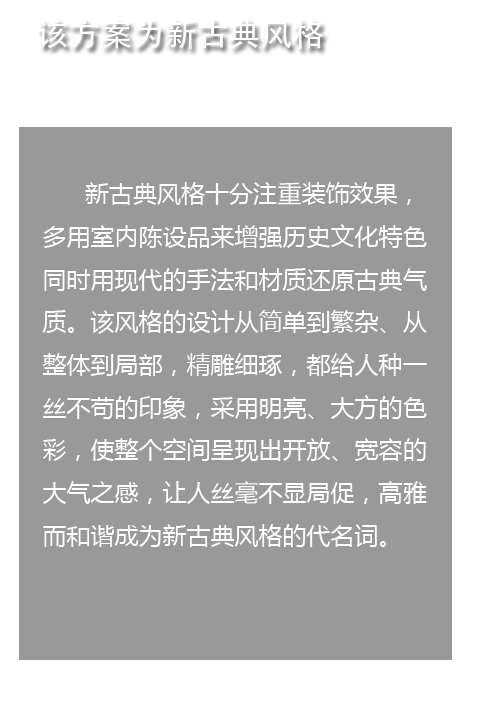 该方案为新古典风格
新古典风格十分注重装饰效果，
多用室内陈设品来增强历史文化特色
同时用现代的手法和材质还原古典气
质。该风格的设计从简单到繁杂、从
整体到局部，精雕细琢，都给人种一
丝不苟的印象，采用明亮、大方的色
彩，使整个空间呈现出开放、宽容的
大气之感，让人丝毫不显局促，高雅
而和谐成为新古典风格的代名词。